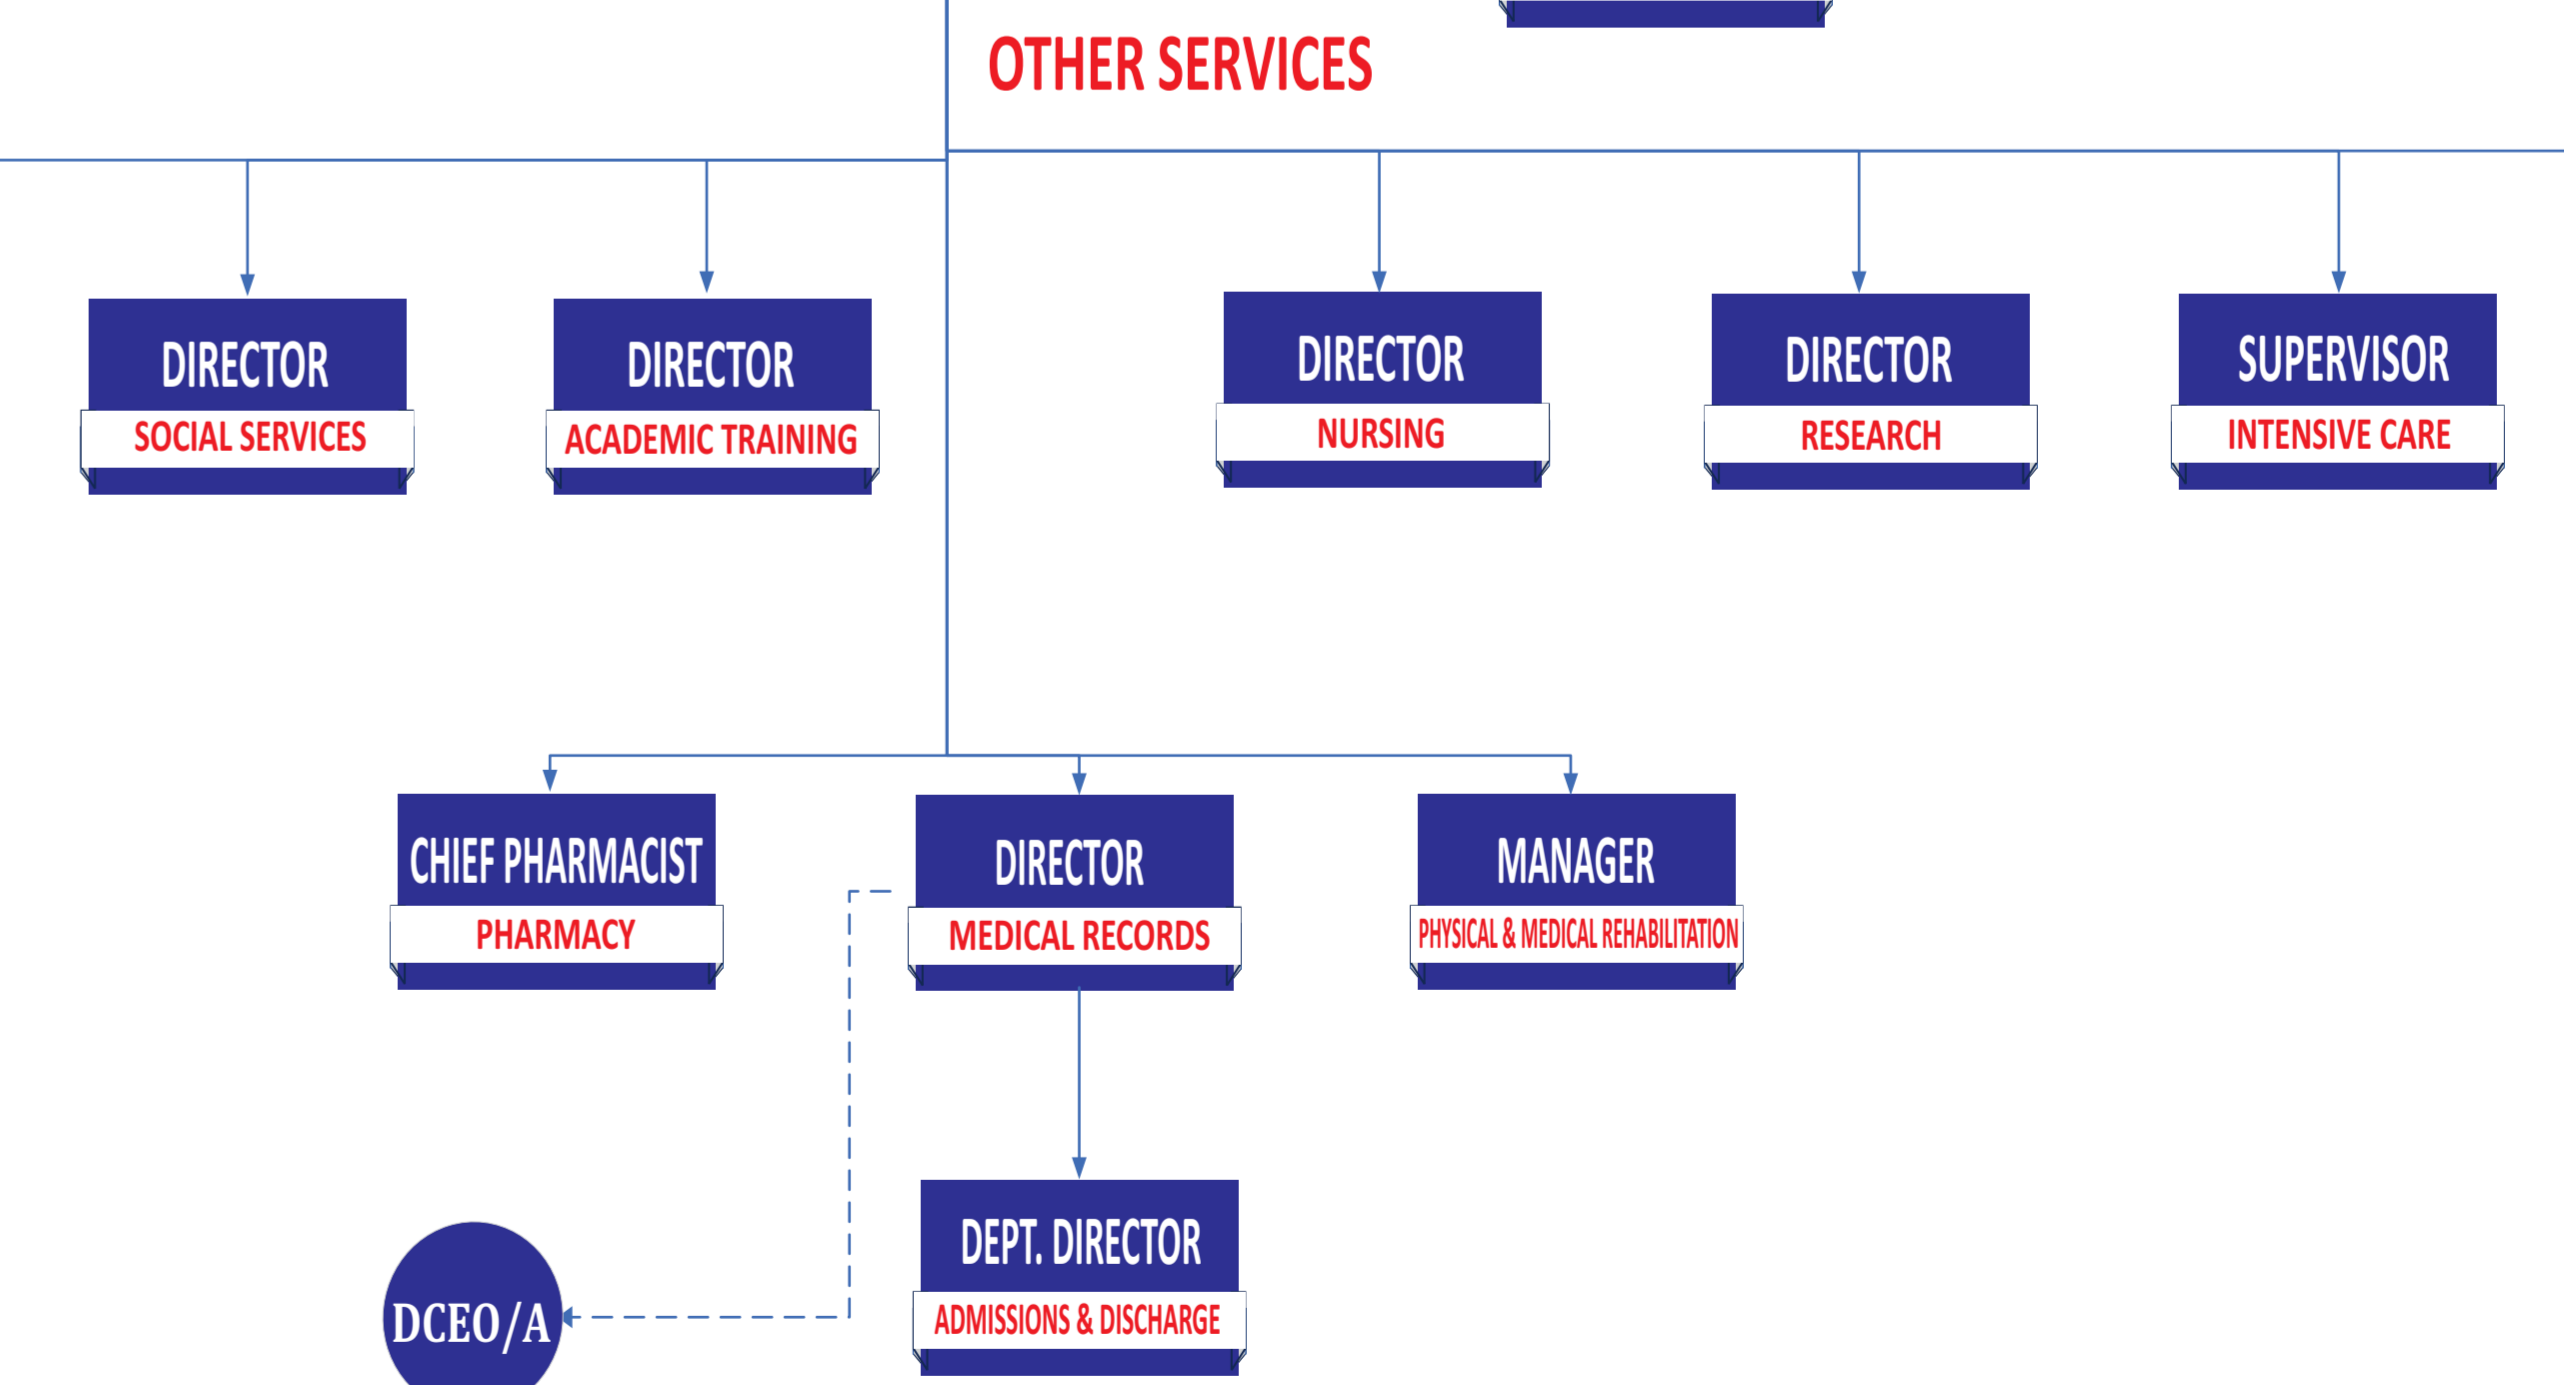 OTHER SERVICES
DIRECTOR
SOCIAL SERVICES
DIRECTOR
ACADEMIC TRAINING
DIRECTOR
NURSING
DIRECTOR
RESEARCH
SUPERVISOR
INTENSIVE CARE
CHIEF PHARMACIST
PHARMACY
DIRECTOR
MEDICAL RECORDS
MANAGER
PHYSICAL & MEDICAL REHABILITATION
DEPT. DIRECTOR
ADMISSIONS & DISCHARGE
DCEO/A